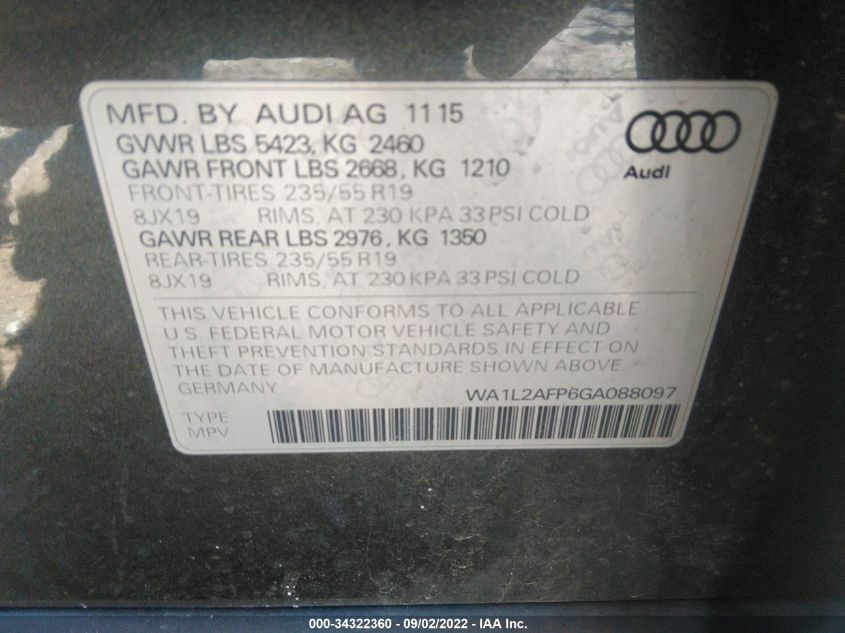 MFD. BY AUDI AG 11 15
GVWR LBS 5423, KG 2460
GAWR FRONT LBS 2668, KG 1210
FRONT-TIRES 235/55 R19
8JX19 RIMS, AT 230 KPA 33 PSI COLD
GAWR REAR LBS 2976, KG 1350
REAR-TIRES 235/55 R19
8JX19 RIMS, AT 230 KPA 33 PSI COLD
Audi
THIS VEHICLE CONFORMS TO ALL APPLICABLE
U.S. FEDERAL MOTOR VEHICLE SAFETY AND
THEFT PREVENTION STANDARDS IN EFFECT ON
THE DATE OF MANUFACTURE SHOWN ABOVE
GERMANY WA1L2AFP6GA088097
TYPE:
MPV
000-34322360 - 09/02/2022 - IAA Inc.